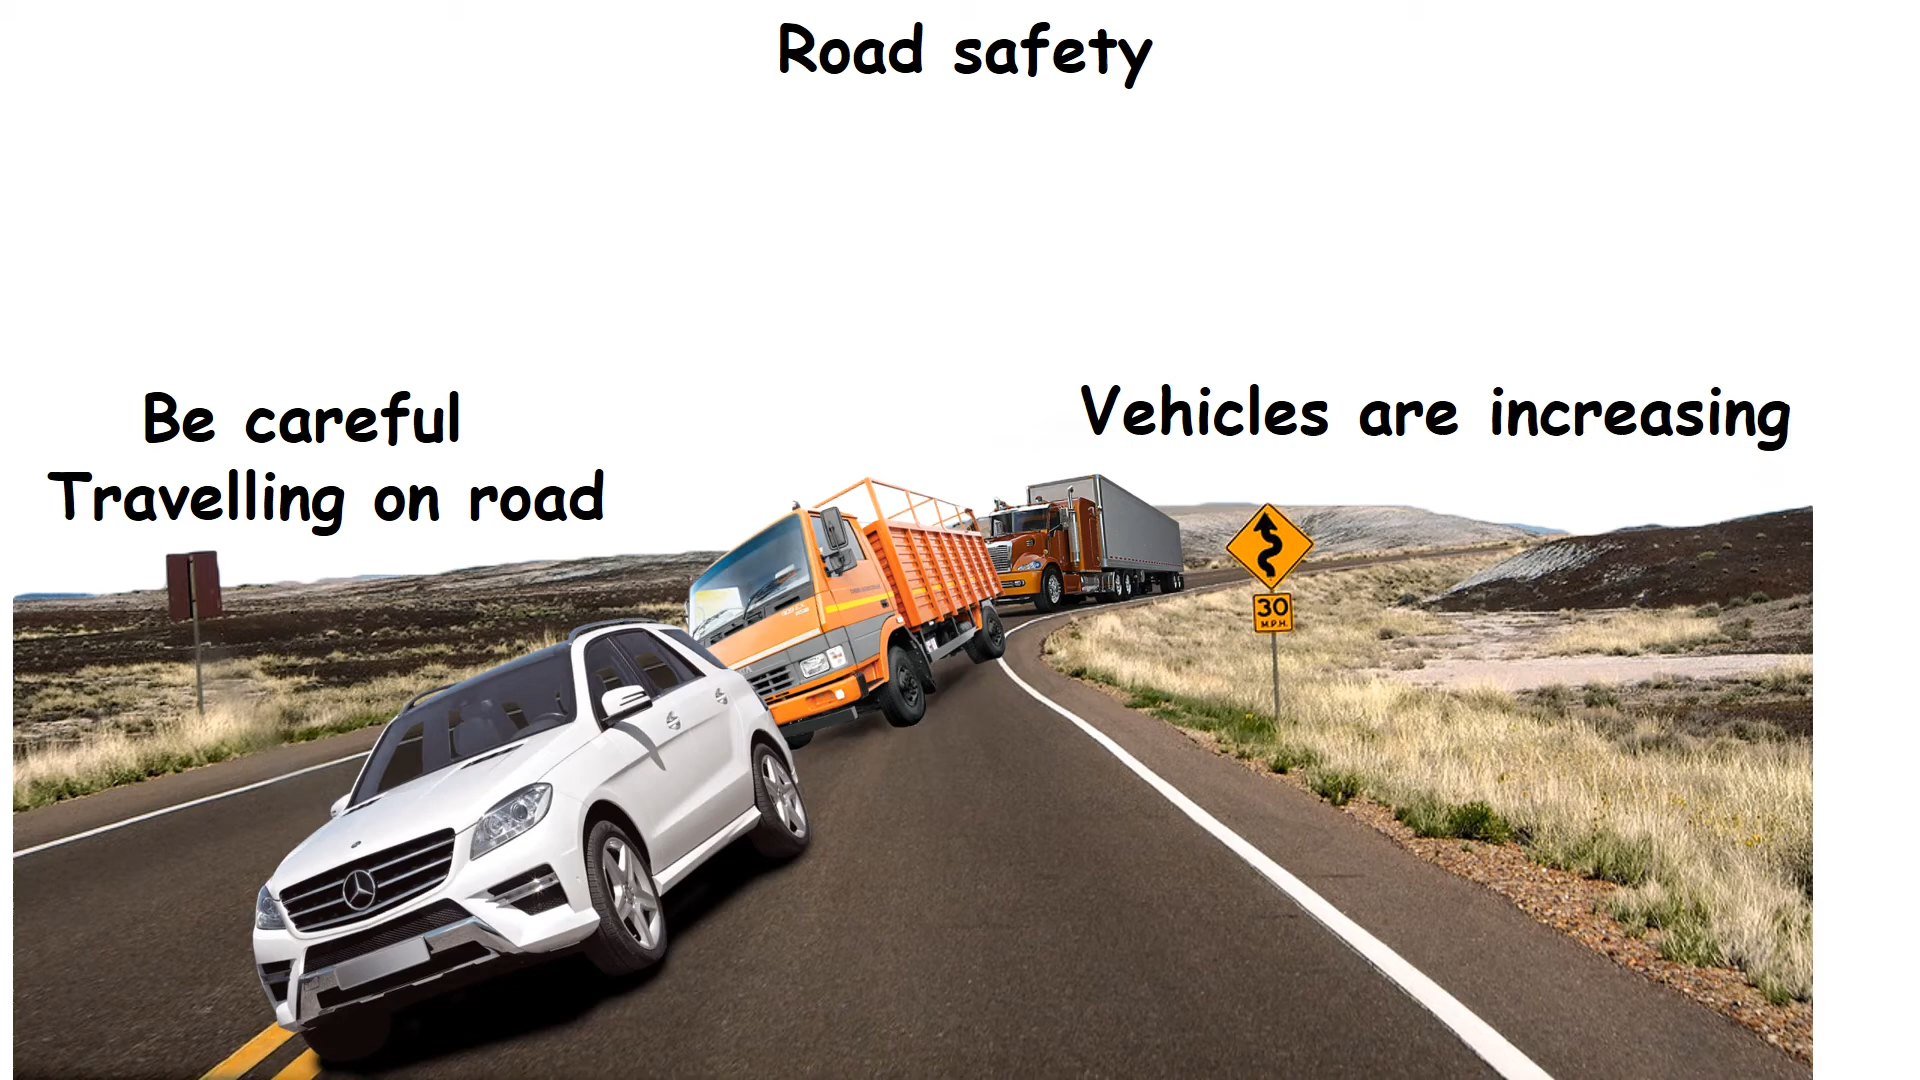 Road safety
Be careful
Travelling on road
Vehicles are increasing
30
M.P.H.